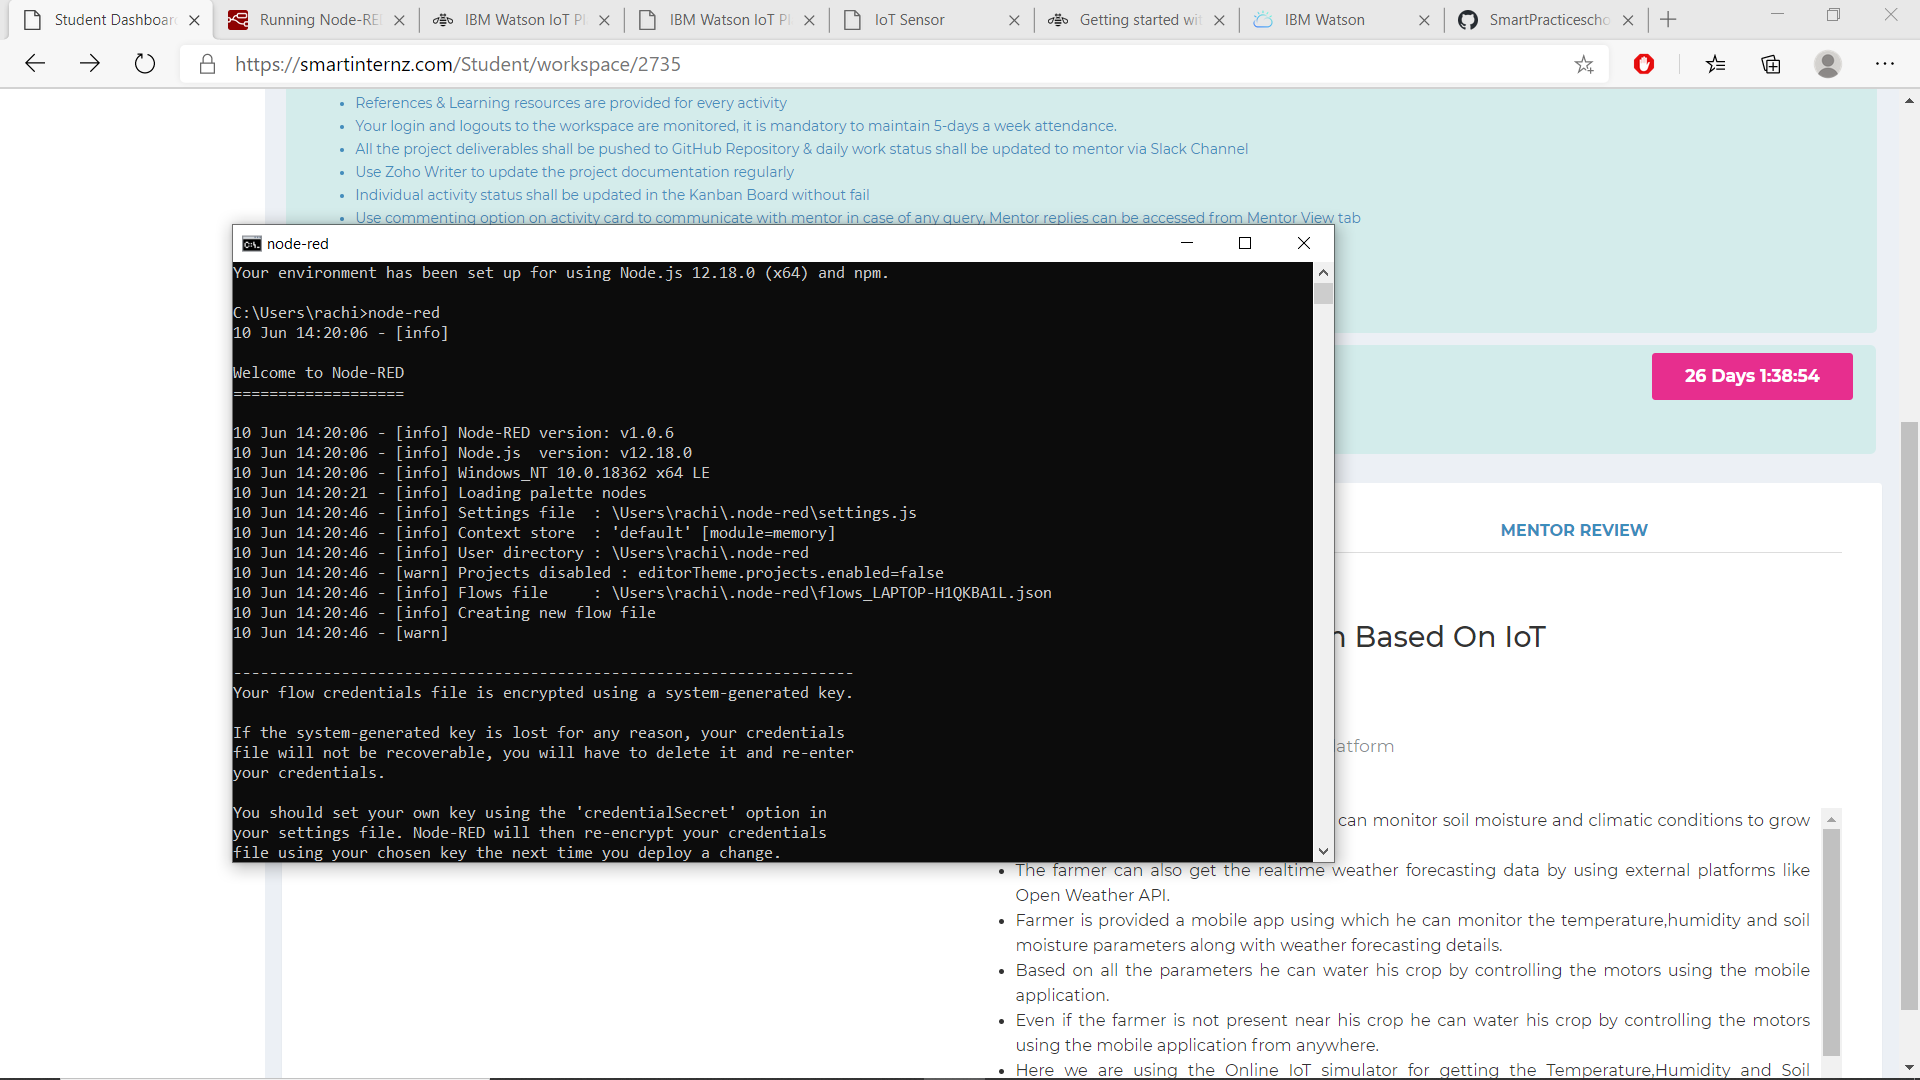 Student Dashboar
Running Node-RE
IBM Watson IoT Pl
IBM Watson IoT Pl
IoT Sensor
Getting started wit
IBM Watson
SmartPracticescho
https://smartinternz.com/Student/workspace/2735
References & Learning resources are provided for every activity
Your login and logouts to the workspace are monitored, it is mandatory to maintain 5-days a week attendance.
All the project deliverables shall be pushed to GitHub Repository & daily work status shall be updated to mentor via Slack Channel
Use Zoho Writer to update the project documentation regularly
Individual activity status shall be updated in the Kanban Board without fail
Use commenting option on activity card to communicate with mentor in case of any query, Mentor replies can be accessed from Mentor View tab
node-red
Your environment has been set up for using Node.js 12.18.0 (x64) and npm.
C:\Users\rachi>node-red
10 Jun 14:20:06 - [info]
Welcome to Node-RED
===================
10 Jun 14:20:06 - [info] Node-RED version: v1.0.6
10 Jun 14:20:06 - [info] Node.js  version: v12.18.0
10 Jun 14:20:06 - [info] Windows_NT 10.0.18362 x64 LE
10 Jun 14:20:21 - [info] Loading palette nodes
10 Jun 14:20:46 - [info] Settings file  : \Users\rachi\.node-red\settings.js
10 Jun 14:20:46 - [info] Context store  : 'default' [module=memory]
10 Jun 14:20:46 - [info] User directory : \Users\rachi\.node-red
10 Jun 14:20:46 - [warn] Projects disabled : editorTheme.projects.enabled=false
10 Jun 14:20:46 - [info] Flows file     : \Users\rachi\.node-red\flows_LAPTOP-H1QKBA1L.json
10 Jun 14:20:46 - [info] Creating new flow file
10 Jun 14:20:46 - [warn]
---------------------------------------------------------------------
Your flow credentials file is encrypted using a system-generated key.
If the system-generated key is lost for any reason, your credentials
file will not be recoverable, you will have to delete it and re-enter
your credentials.
You should set your own key using the 'credentialSecret' option in
your settings file. Node-RED will then re-encrypt your credentials
file using your chosen key the next time you deploy a change.
26 Days 1:38:54
MENTOR REVIEW
n Based On IoT
atform
can monitor soil moisture and climatic conditions to grow
The farmer can also get the realtime weather forecasting data by using external platforms like
Open Weather API.
Farmer is provided a mobile app using which he can monitor the temperature,humidity and soil
moisture parameters along with weather forecasting details.
Based on all the parameters he can water his crop by controlling the motors using the mobile
application.
Even if the farmer is not present near his crop he can water his crop by controlling the motors
using the mobile application from anywhere.
Here we are using the Online IoT simulator for getting the Temperature,Humidity and Soil